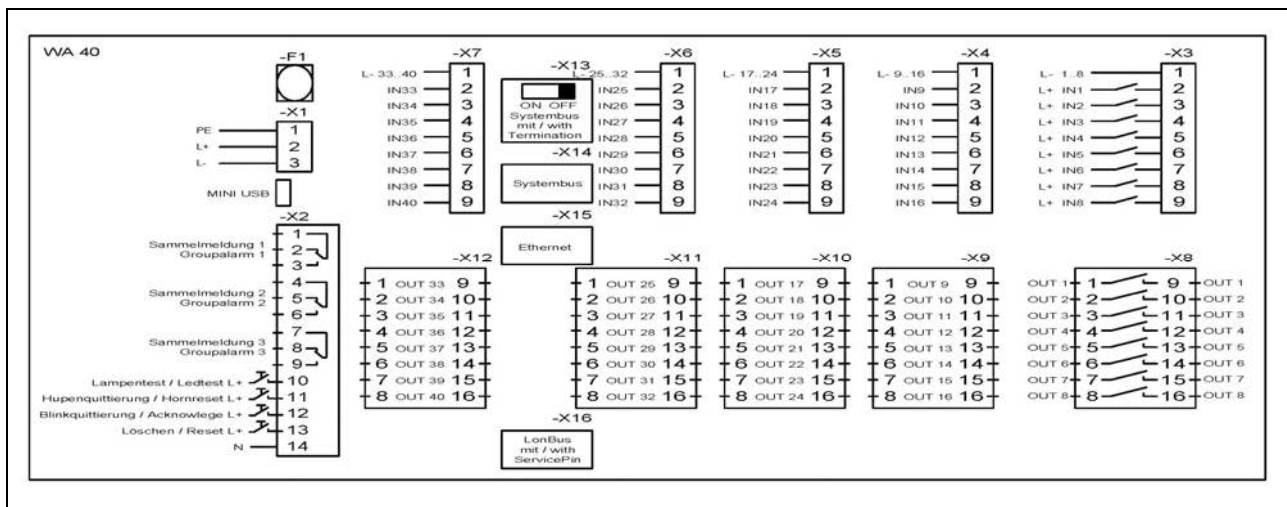 WA 40
-F1
-X1
PE 1
L+ 2
L- 3
MINI USB
-X2
1
Sammelmeldung 1 2
Groupalarm 1
3
4
Sammelmeldung 2 5
Groupalarm 2
6
7
Sammelmeldung 3 8
Groupalarm 3
9
Lampentest / Ledtest L+ 10
Hupenquittierung / Hornreset L+ 11
Blinkquittierung / Acknowlege L+ 12
Löschen / Reset L+ 13
N 14
-X7
L- 33..40 1
IN33 2
IN34 3
IN35 4
IN36 5
IN37 6
IN38 7
IN39 8
IN40 9
-X13
ON OFF
Systembus
mit / with
Termination
-X14
Systembus
-X15
Ethernet
-X6
L- 25..32 1
IN25 2
IN26 3
IN27 4
IN28 5
IN29 6
IN30 7
IN31 8
IN32 9
-X5
L- 17..24 1
IN17 2
IN18 3
IN19 4
IN20 5
IN21 6
IN22 7
IN23 8
IN24 9
-X4
L- 9..16 1
IN9 2
IN10 3
IN11 4
IN12 5
IN13 6
IN14 7
IN15 8
IN16 9
-X3
L- 1..8 1
L+ IN1 2
L+ IN2 3
L+ IN3 4
L+ IN4 5
L+ IN5 6
L+ IN6 7
L+ IN7 8
L+ IN8 9
-X12
1 OUT 33 9
2 OUT 34 10
3 OUT 35 11
4 OUT 36 12
5 OUT 37 13
6 OUT 38 14
7 OUT 39 15
8 OUT 40 16
-X11
1 OUT 25 9
2 OUT 26 10
3 OUT 27 11
4 OUT 28 12
5 OUT 29 13
6 OUT 30 14
7 OUT 31 15
8 OUT 32 16
-X10
1 OUT 17 9
2 OUT 18 10
3 OUT 19 11
4 OUT 20 12
5 OUT 21 13
6 OUT 22 14
7 OUT 23 15
8 OUT 24 16
-X9
1 OUT 9 9
2 OUT 10 10
3 OUT 11 11
4 OUT 12 12
5 OUT 13 13
6 OUT 14 14
7 OUT 15 15
8 OUT 16 16
-X8
OUT 1 1 9 OUT 1
OUT 2 2 10 OUT 2
OUT 3 3 11 OUT 3
OUT 4 4 12 OUT 4
OUT 5 5 13 OUT 5
OUT 6 6 14 OUT 6
OUT 7 7 15 OUT 7
OUT 8 8 16 OUT 8
-X16
LonBus
mit / with
ServicePin